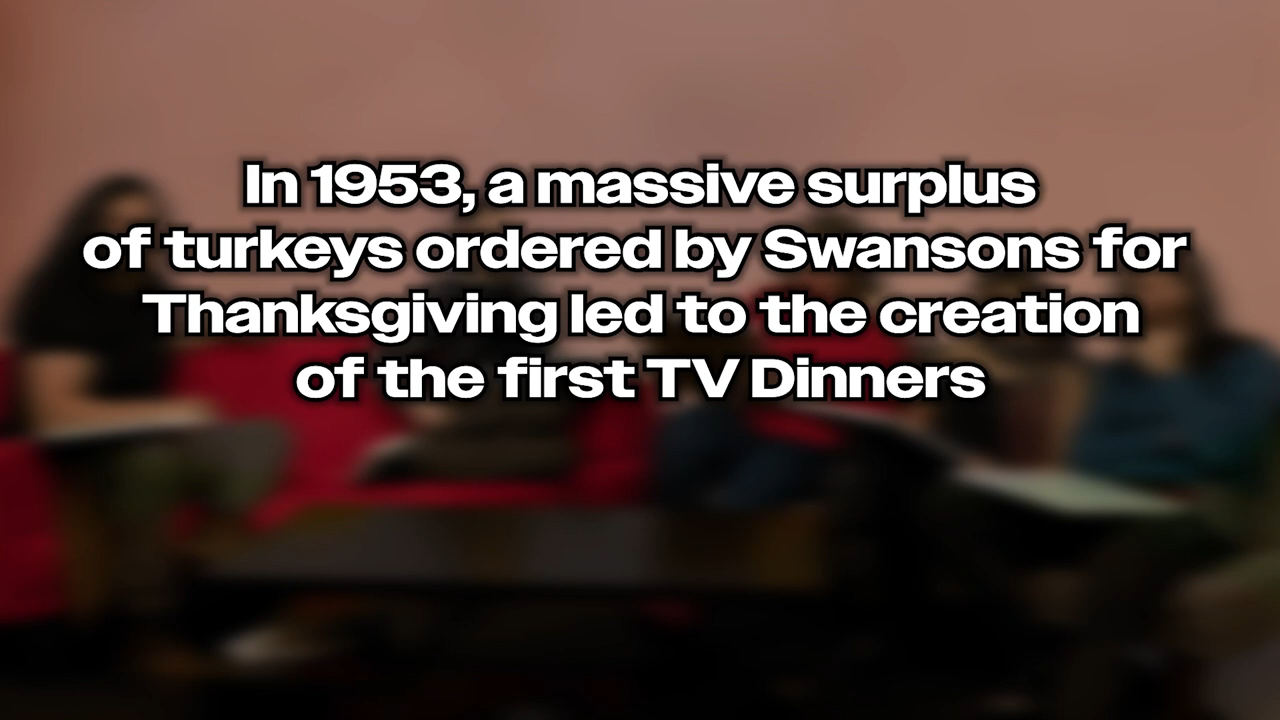 In 1953, a massive surplus
of turkeys ordered by Swansons for
Thanksgiving led to the creation
of the first TV Dinners